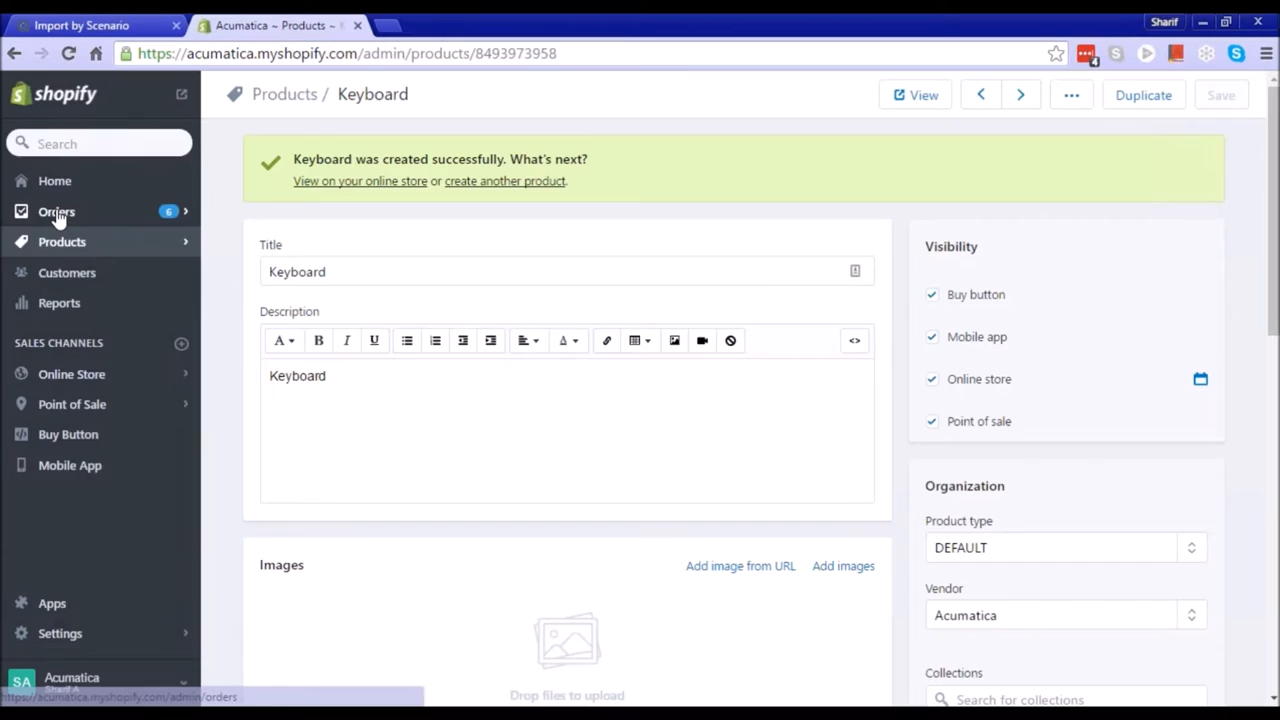 Import by Scenario
Acumatica ~ Products ~
Sharif
https://acumatica.myshopify.com/admin/products/8493973958
4
shopify
Search
Home
Orders 6
Products
Customers
Reports
SALES CHANNELS
Online Store
Point of Sale
Buy Button
Mobile App
Apps
Settings
SA Acumatica
Sharif A
https://acumatica.myshopify.com/admin/orders
Products / Keyboard
View
Duplicate
Save
Keyboard was created successfully. What's next?
View on your online store or create another product.
Title
Keyboard
Description
A B I U A <>
Keyboard
Images
Add image from URL
Add images
Drop files to upload
Visibility
Buy button
Mobile app
Online store
Point of sale
Organization
Product type
DEFAULT
Vendor
Acumatica
Collections
Search for collections